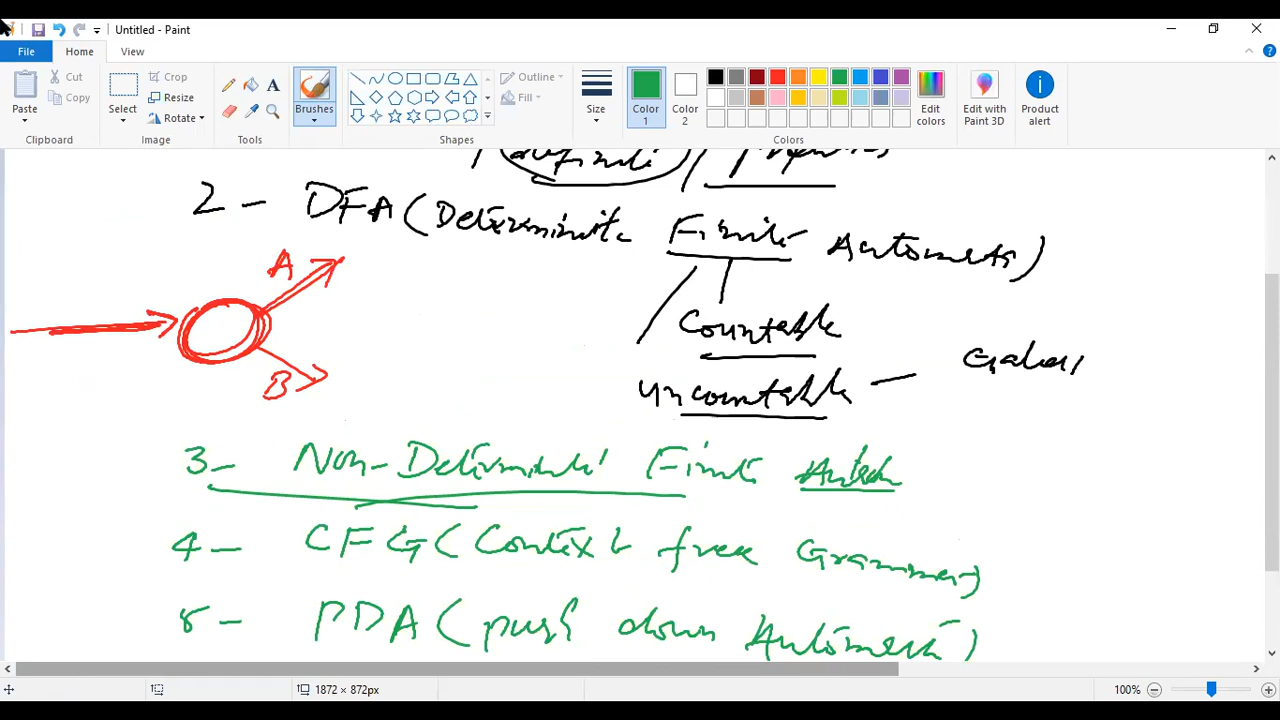 Untitled - Paint
File Home View
Paste Cut Copy Select Crop Resize Rotate Brushes Outline Fill Size Color 1 Color 2 Edit colors Edit with Paint 3D Product alert
Clipboard Image Tools Shapes Colors
2 - DFA (Deterministic Finite Automata)
A
Countable
B
uncountable -
3 - Non-Deterministic Finite
4 - CFG (Context free Grammar)
PDA (push down Automata)
1872 × 872px 100%